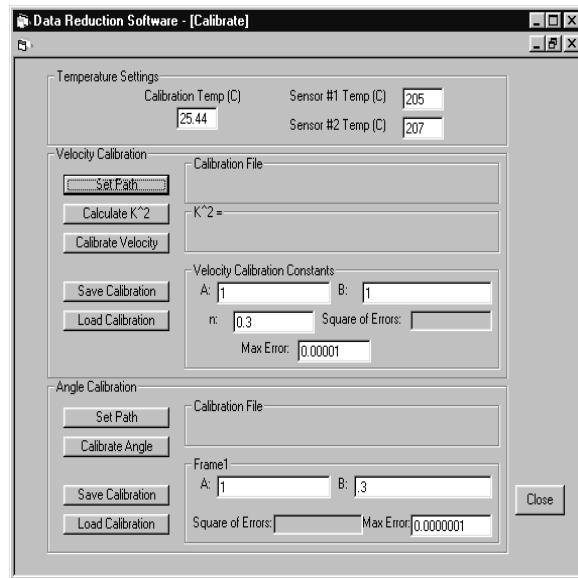 Data Reduction Software - [Calibrate]
Temperature Settings
Calibration Temp (C)
25.44
Sensor #1 Temp (C) 205
Sensor #2 Temp (C) 207
Velocity Calibration
Set Path
Calculate K^2
Calibrate Velocity
Save Calibration
Load Calibration
Calibration File
K^2 =
Velocity Calibration Constants
A: 1 B: 1
n: 0.3 Square of Errors:
Max Error: 0.00001
Angle Calibration
Set Path
Calibrate Angle
Save Calibration
Load Calibration
Calibration File
Frame1
A: 1 B: .3
Square of Errors: Max Error: 0.0000001
Close